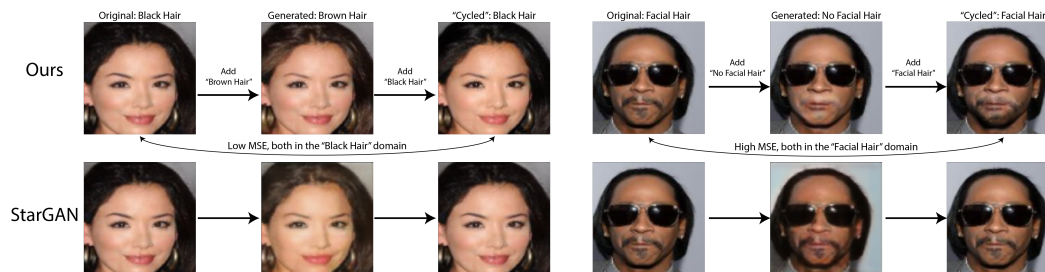 Original: Black Hair
Generated: Brown Hair
"Cycled": Black Hair
Original: Facial Hair
Generated: No Facial Hair
"Cycled": Facial Hair
Ours
Add
"Brown Hair"
Add
"Black Hair"
Add
"No Facial Hair"
Add
"Facial Hair"
Low MSE, both in the "Black Hair" domain
High MSE, both in the "Facial Hair" domain
StarGAN